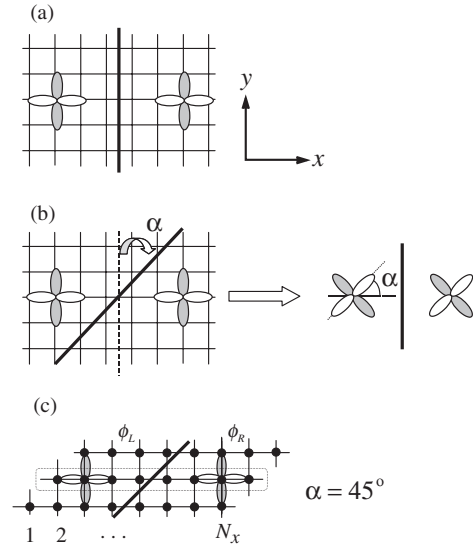 (a)
y
x
(b)
α
α
(c)
ϕL ϕR
α = 45°
1 2 . . . Nx